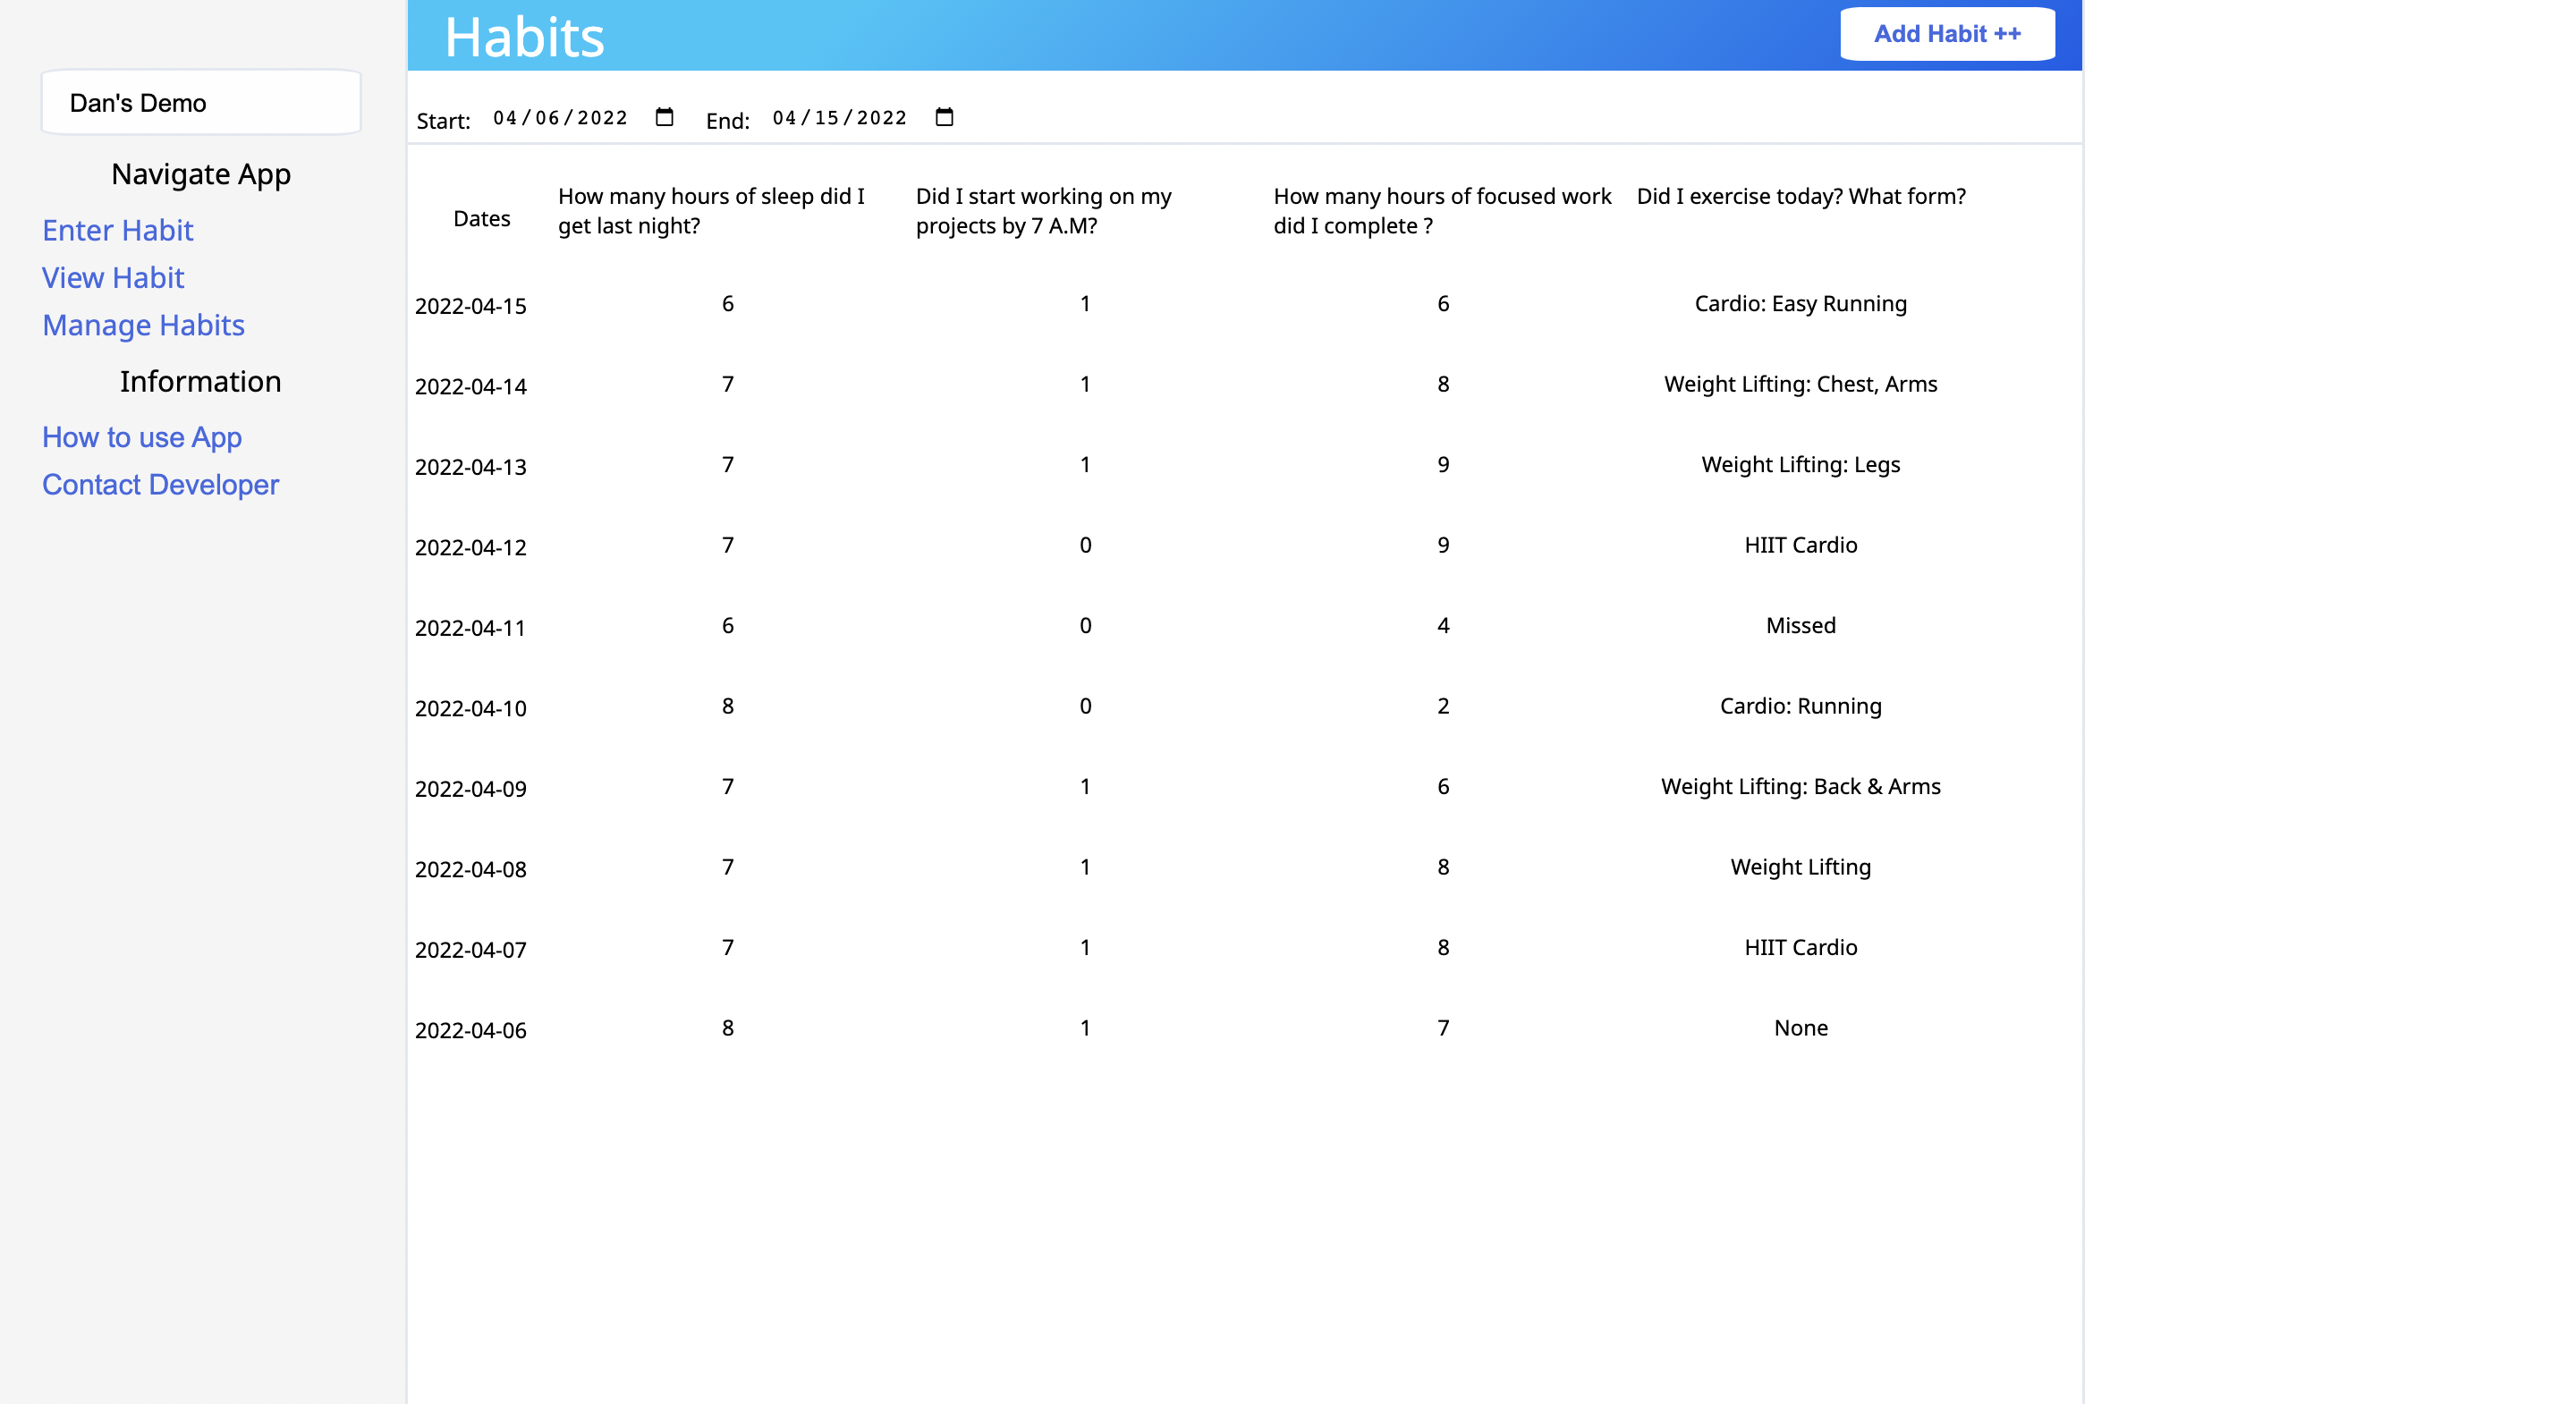 Dan's Demo
Navigate App
Enter Habit
View Habit
Manage Habits
Information
How to use App
Contact Developer
Habits
Add Habit ++
Start: 04/06/2022 End: 04/15/2022
Dates
How many hours of sleep did I
get last night?
Did I start working on my
projects by 7 A.M?
How many hours of focused work
did I complete ?
Did I exercise today? What form?
2022-04-15 6 1 6 Cardio: Easy Running
2022-04-14 7 1 8 Weight Lifting: Chest, Arms
2022-04-13 7 1 9 Weight Lifting: Legs
2022-04-12 7 0 9 HIIT Cardio
2022-04-11 6 0 4 Missed
2022-04-10 8 0 2 Cardio: Running
2022-04-09 7 1 6 Weight Lifting: Back & Arms
2022-04-08 7 1 8 Weight Lifting
2022-04-07 7 1 8 HIIT Cardio
2022-04-06 8 1 7 None